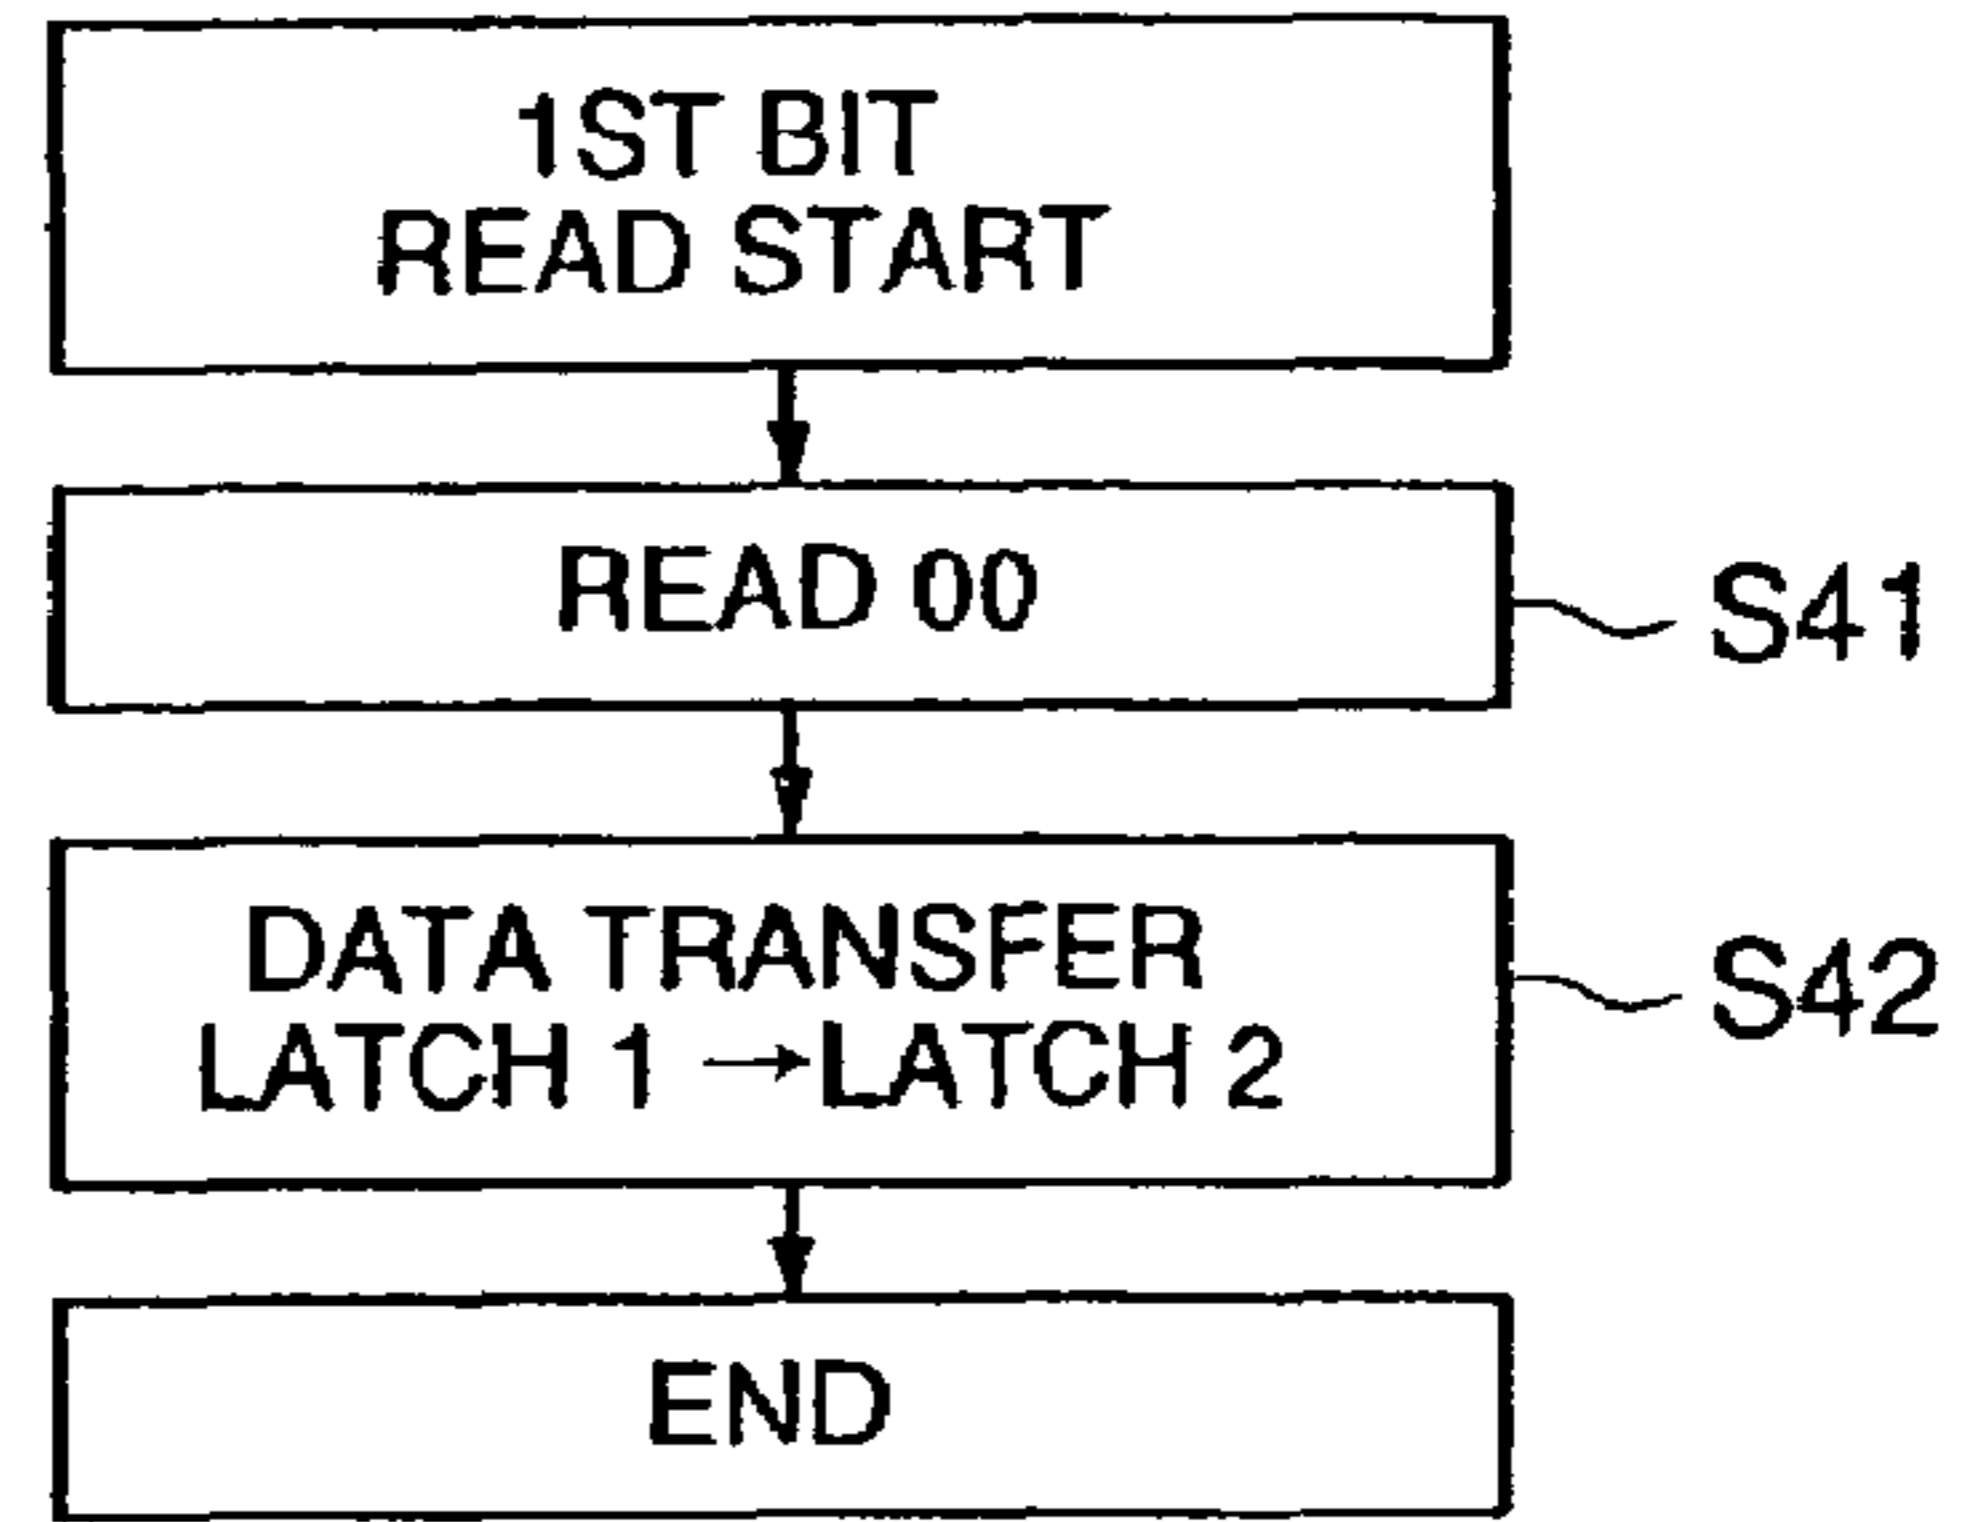 1ST BIT
READ START
READ 00
S41
DATA TRANSFER
LATCH 1 → LATCH 2
S42
END